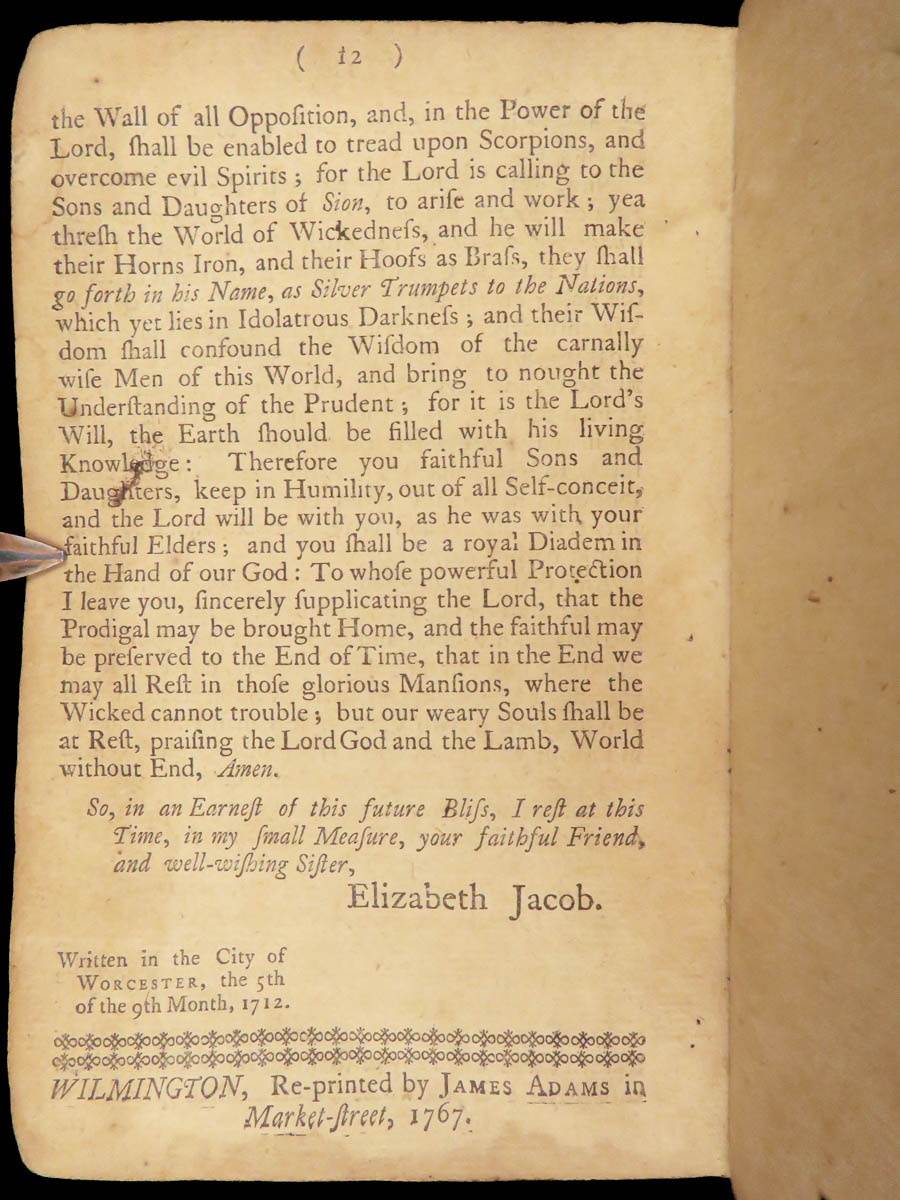 ( 12 )
the Wall of all Oppoſition, and, in the Power of the
Lord, ſhall be enabled to tread upon Scorpions, and
overcome evil Spirits ; for the Lord is calling to the
Sons and Daughters of Sion, to ariſe and work ; yea
threſh the World of Wickedneſs, and he will make
their Horns Iron, and their Hoofs as Braſs, they ſhall
go forth in his Name, as Silver Trumpets to the Nations,
which yet lies in Idolatrous Darkneſs ; and their Wiſ-
dom ſhall confound the Wiſdom of the carnally
wiſe Men of this World, and bring to nought the
Underſtanding of the Prudent ; for it is the Lord's
Will, the Earth ſhould be filled with his living
Knowledge : Therefore you faithful Sons and
Daughters, keep in Humility, out of all Self-conceit,
and the Lord will be with you, as he was with your
faithful Elders ; and you ſhall be a royal Diadem in
the Hand of our God : To whoſe powerful Protection
I leave you, ſincerely ſupplicating the Lord, that the
Prodigal may be brought Home, and the faithful may
be preſerved to the End of Time, that in the End we
may all Reſt in thoſe glorious Manſions, where the
Wicked cannot trouble ; but our weary Souls ſhall be
at Reſt, praiſing the Lord God and the Lamb, World
without End, Amen.
So, in an Earneſt of this future Bliſs, I reſt at this
Time, in my ſmall Meaſure, your faithful Friend,
and well-wiſhing Siſter,
Elizabeth Jacob.
Written in the City of
WORCESTER, the 5th
of the 9th Month, 1712.
WILMINGTON, Re-printed by JAMES ADAMS in
Market-ſtreet, 1767.